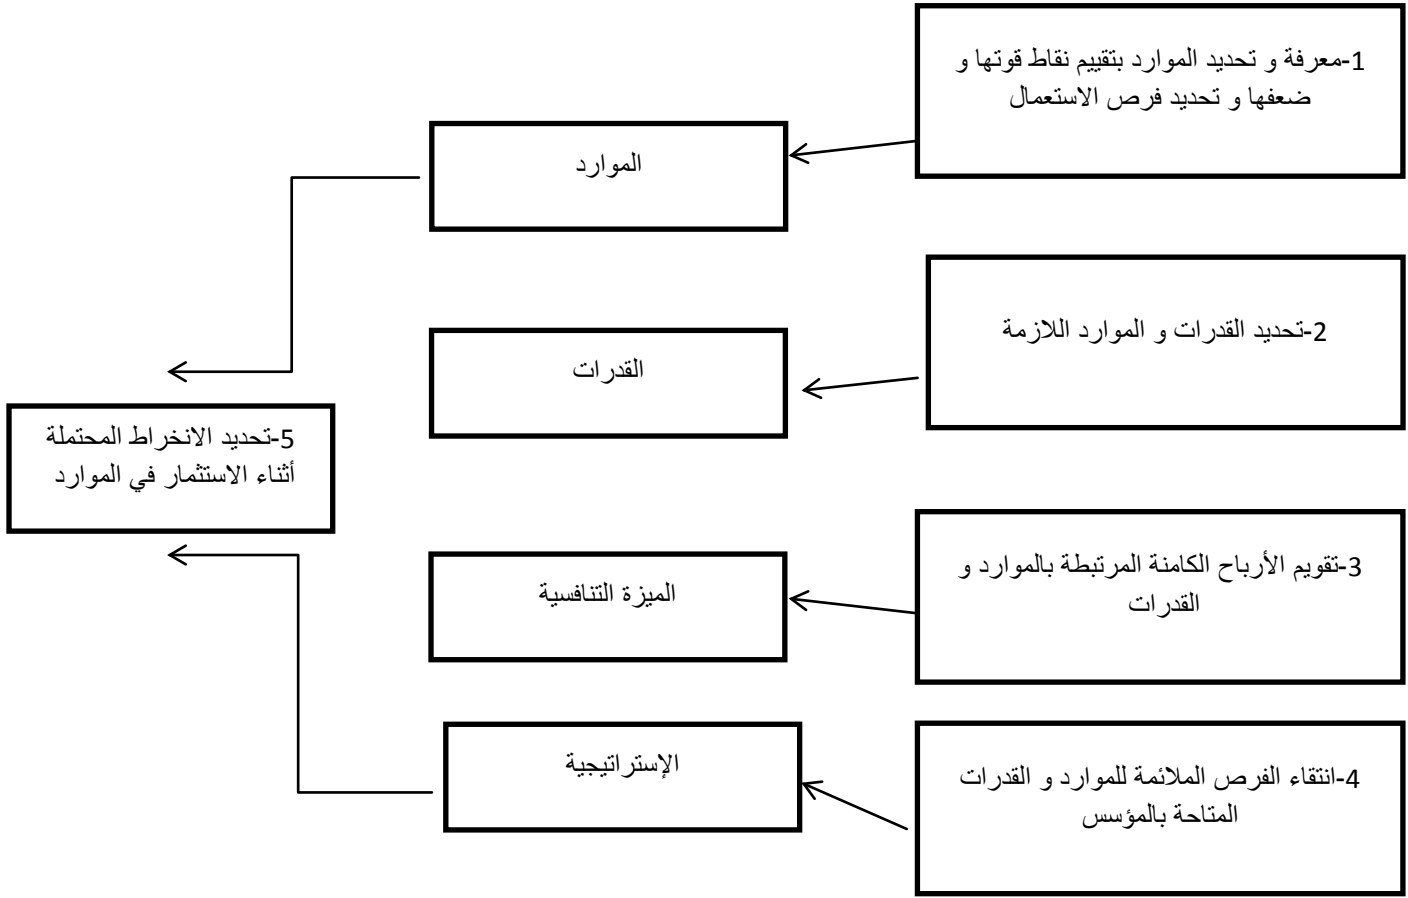 1-معرفة و تحديد الموارد بتقييم نقاط قوتها و
ضعفها و تحديد فرص الاستعمال
الموارد
2-تحديد القدرات و الموارد اللازمة
القدرات
5-تحديد الانخراط المحتملة
أثناء الاستثمار في الموارد
3-تقويم الأرباح الكامنة المرتبطة بالموارد و
القدرات
الميزة التنافسية
4-انتقاء الفرص الملائمة للموارد و القدرات
المتاحة بالمؤسس
الإستراتيجية